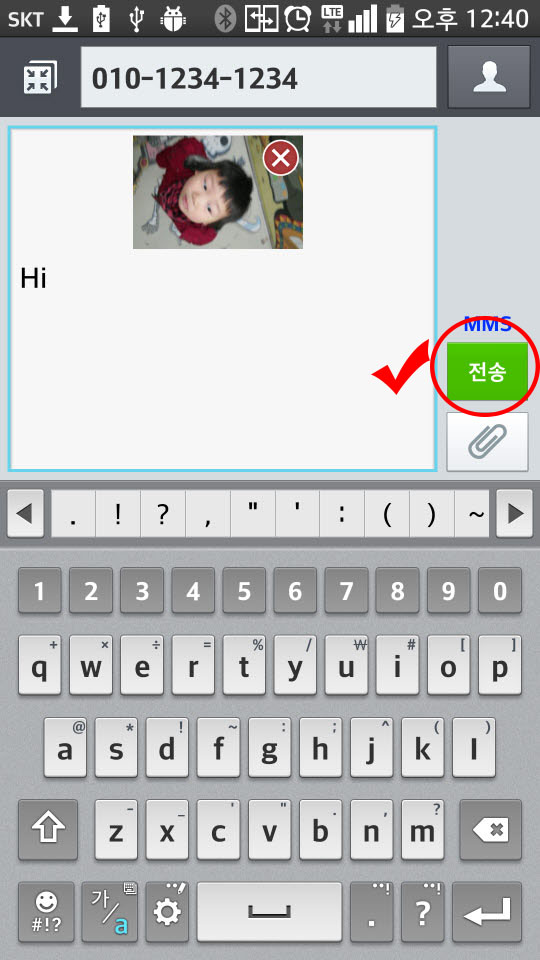 SKT LTE 오후 12:40
010-1234-1234
Hi
MMS
전송
. ! ? , " ' : ( ) ~
1 2 3 4 5 6 7 8 9 0
+ × ÷ = % / ₩ # [ ]
q w e r t y u i o p
@ * ! ~ : ; ^ ( )
a s d f g h j k l
- _ ' " . , ?
z x c v b n m
#!? 가/a . ?